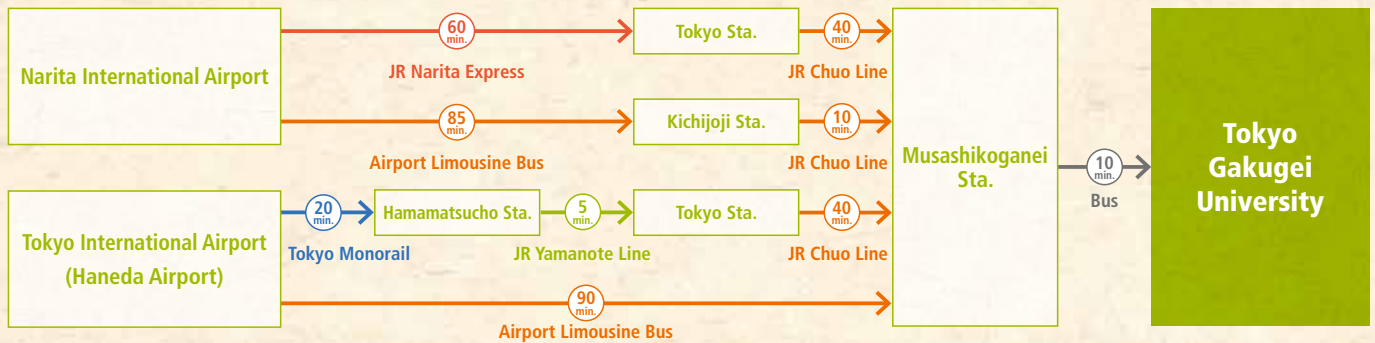 Narita International Airport
60
min.
JR Narita Express
Tokyo Sta.
40
min.
JR Chuo Line
85
min.
Airport Limousine Bus
Kichijoji Sta.
10
min.
JR Chuo Line
Tokyo International Airport
(Haneda Airport)
20
min.
Tokyo Monorail
Hamamatsucho Sta.
5
min.
JR Yamanote Line
Tokyo Sta.
40
min.
JR Chuo Line
90
min.
Airport Limousine Bus
Musashikoganei
Sta.
10
min.
Bus
Tokyo
Gakugei
University